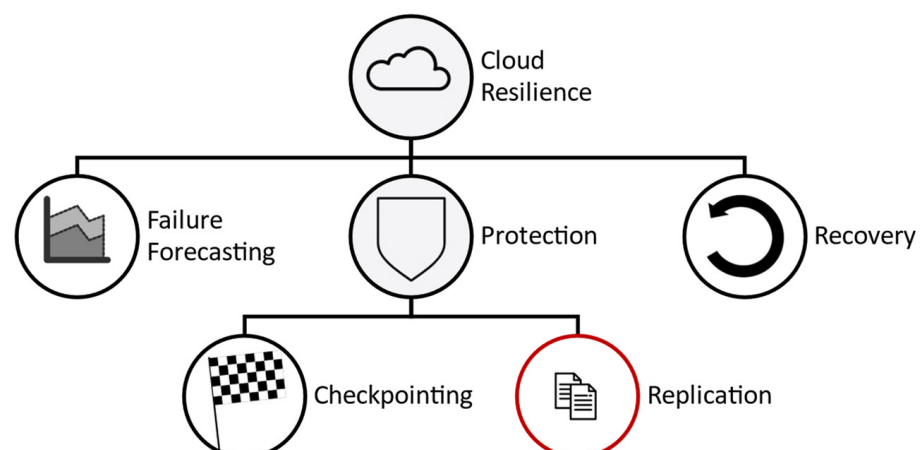 Cloud
Resilience
Failure
Forecasting
Protection
Recovery
Checkpointing
Replication